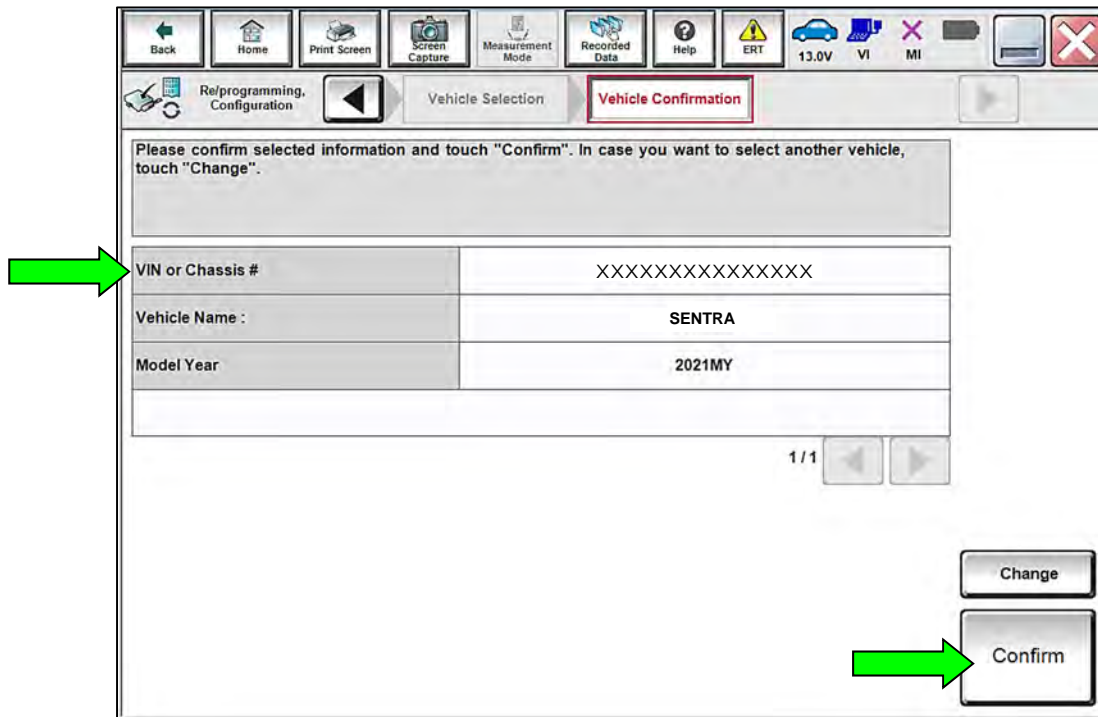 Back
Home
Print Screen
Screen
Capture
Measurement
Mode
Recorded
Data
Help
ERT
13.0V
VI
MI
Re/programming,
Configuration
Vehicle Selection
Vehicle Confirmation
Please confirm selected information and touch "Confirm". In case you want to select another vehicle,
touch "Change".
VIN or Chassis # XXXXXXXXXXXXXXX
Vehicle Name : SENTRA
Model Year 2021MY
1/1
Change
Confirm